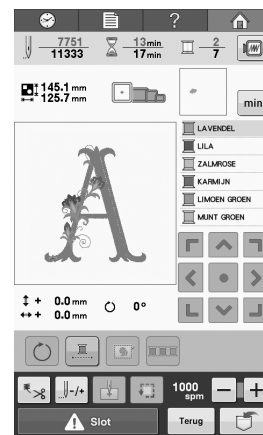 ?
7751
11333
13min
17min
2
7
145.1 mm
125.7 mm
min
LAVENDEL
LILA
ZALMROSE
KARMIJN
LIMOEN GROEN
MUNT GROEN
A
+ 0.0 mm
+ 0.0 mm
0°
-/+
1000
spm
− +
Slot
Terug